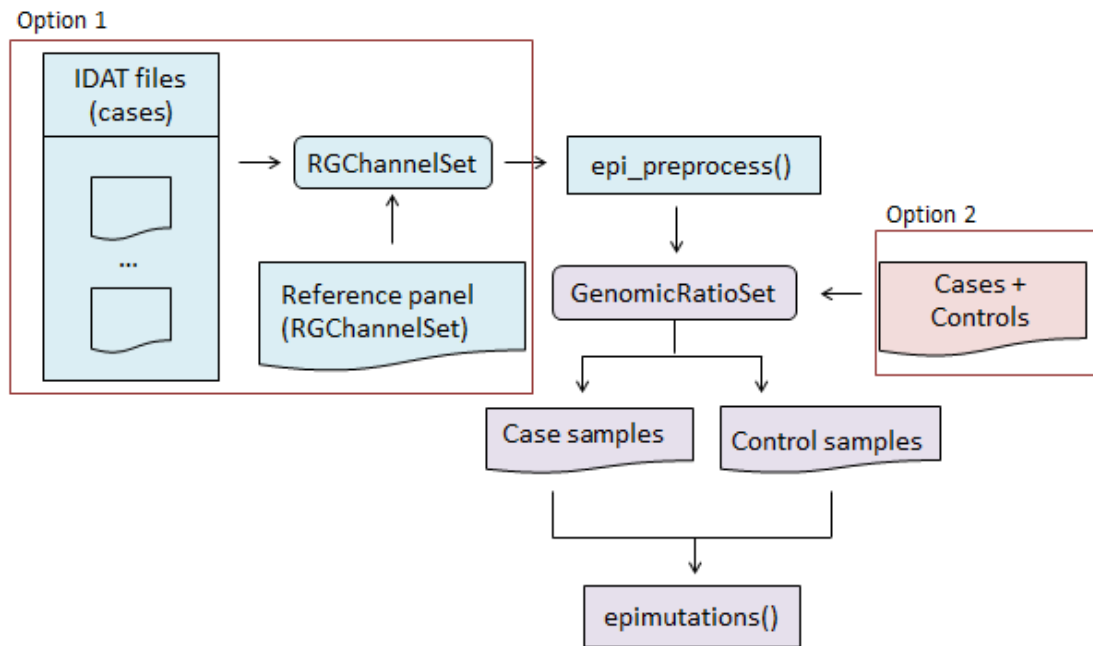 Option 1
IDAT files
(cases)
...
RGChannelSet
Reference panel
(RGChannelSet)
epi_preprocess()
Option 2
Cases +
Controls
GenomicRatioSet
Case samples
Control samples
epimutations()